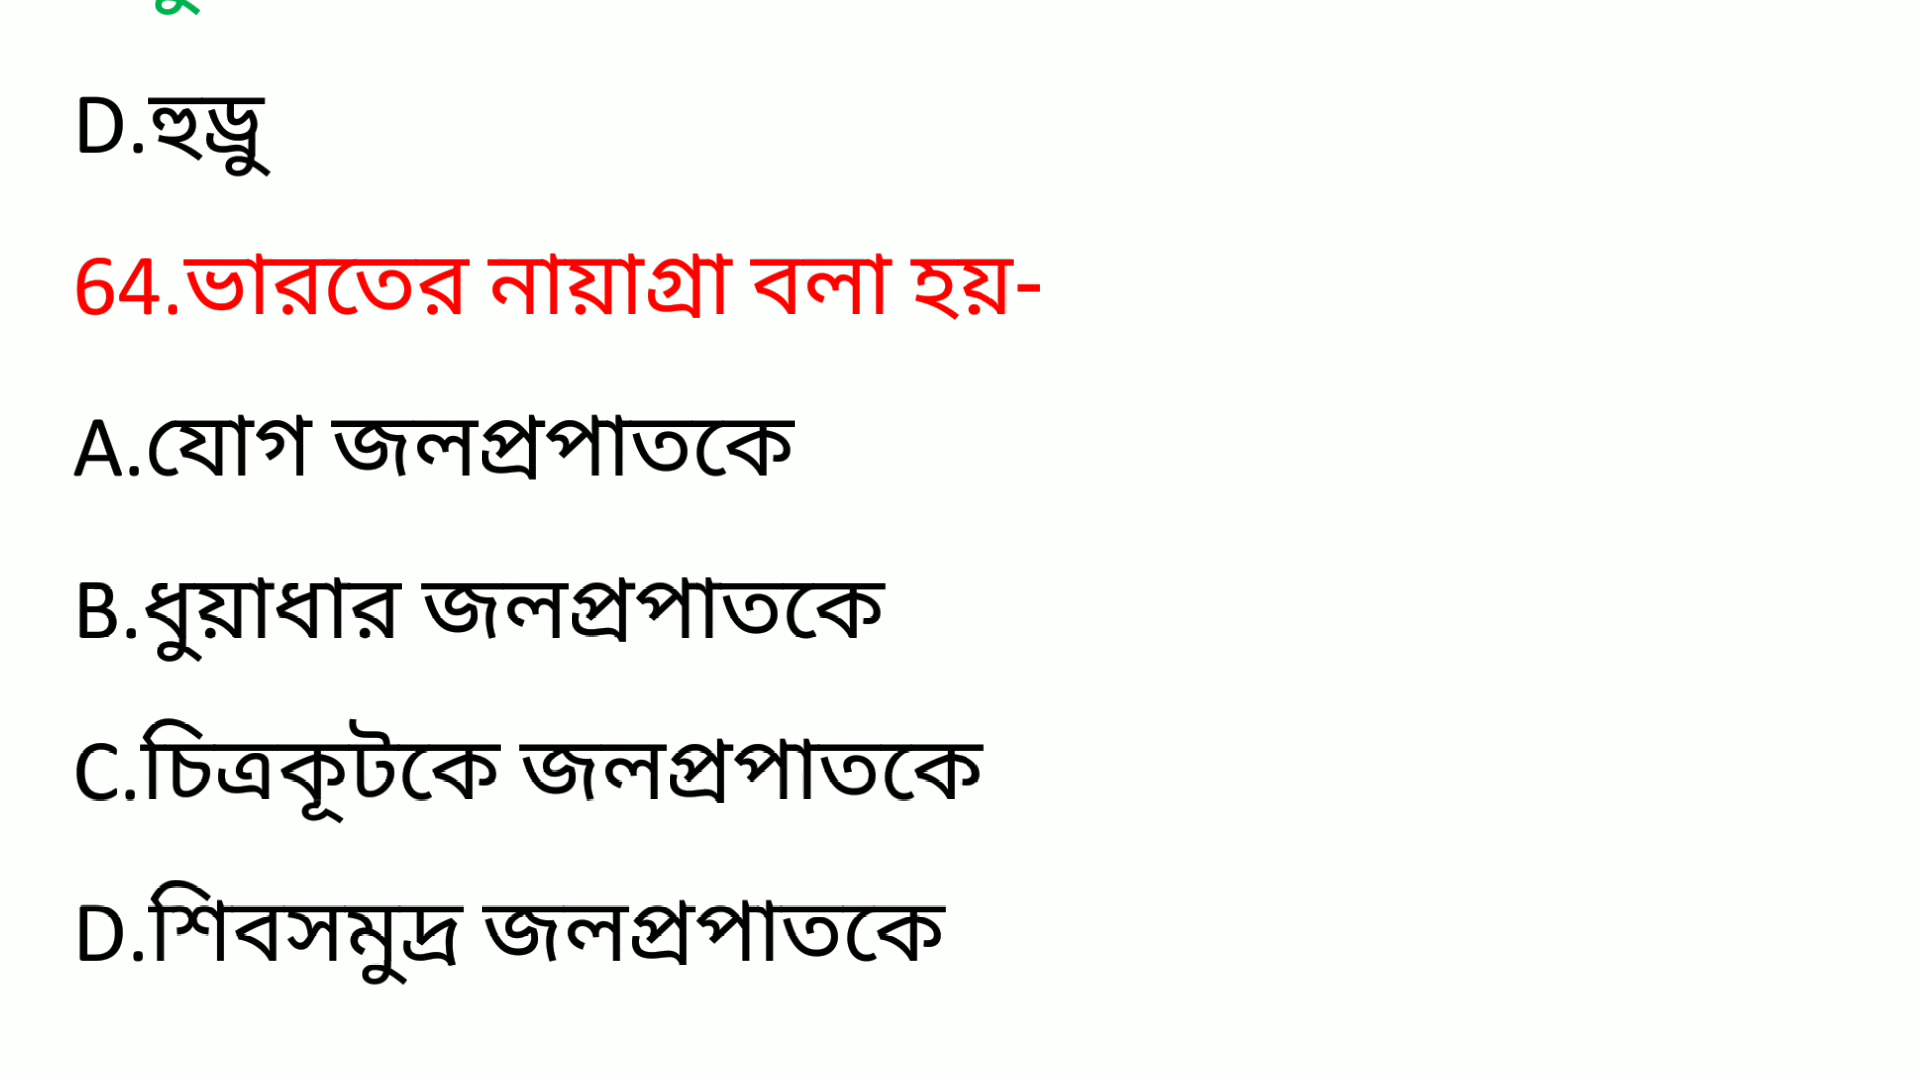 D.হুড্রু
64.ভারতের নায়াগ্রা বলা হয়-
A.যোগ জলপ্রপাতকে
B.ধুয়াধার জলপ্রপাতকে
C.চিত্রকূটকে জলপ্রপাতকে
D.শিবসমুদ্র জলপ্রপাতকে